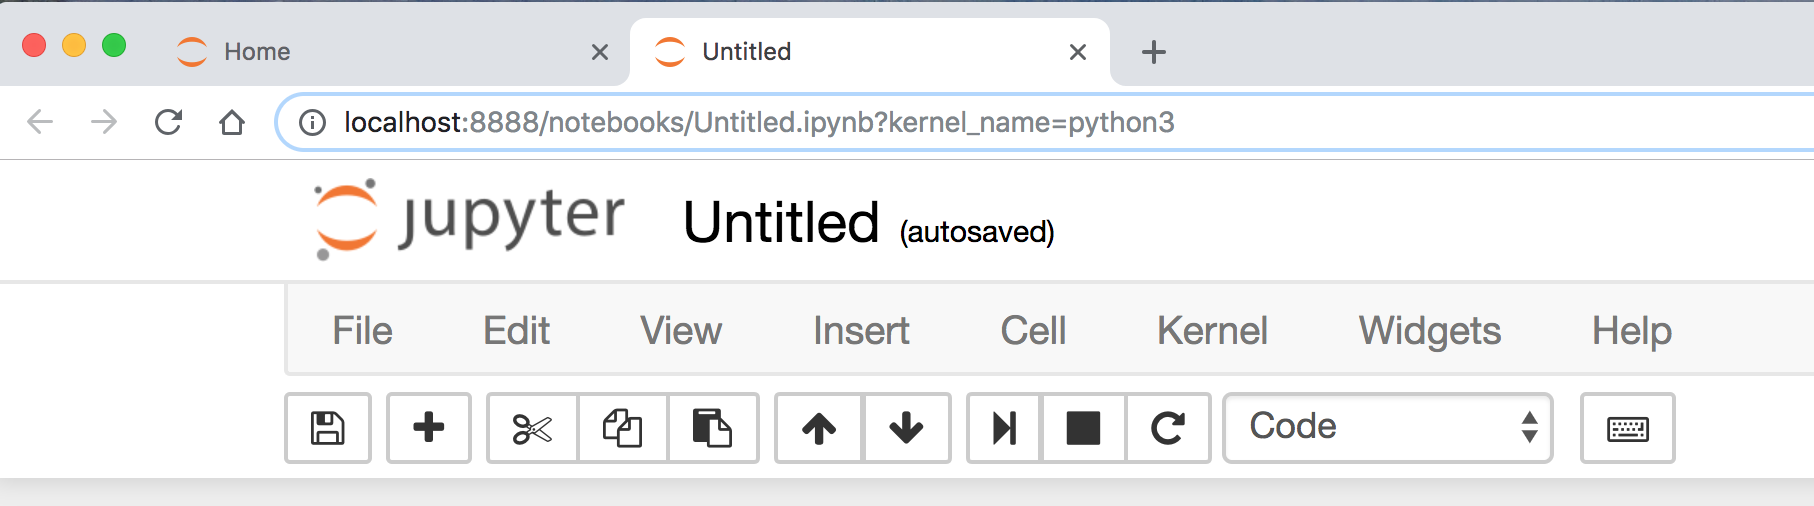 Home Untitled
localhost:8888/notebooks/Untitled.ipynb?kernel_name=python3
jupyter Untitled (autosaved)
File Edit View Insert Cell Kernel Widgets Help
Code